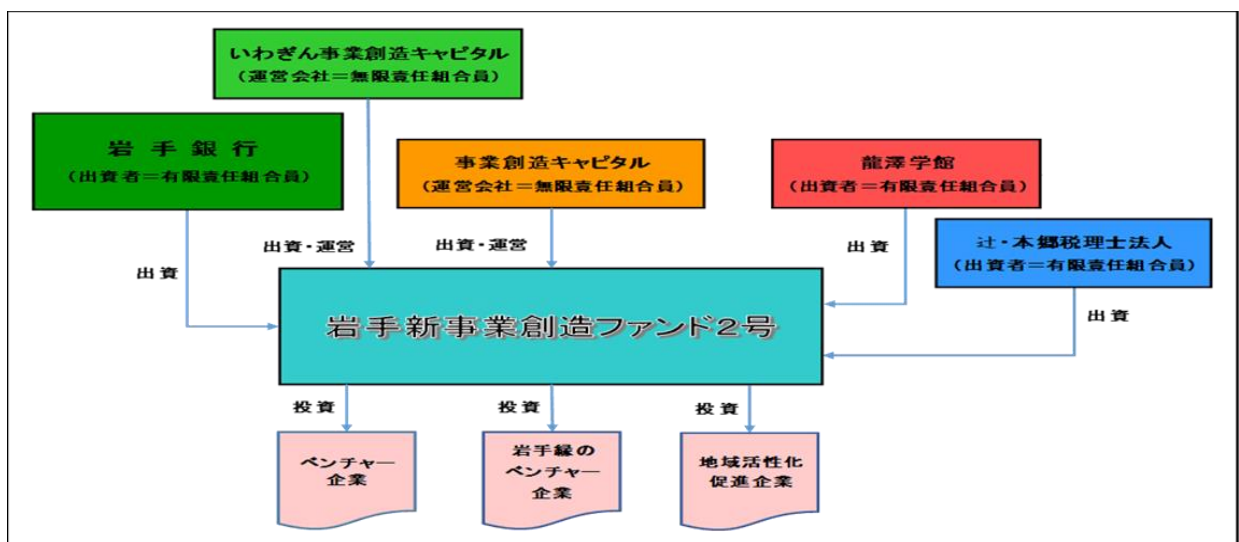 いわぎん事業創造キャピタル
(運営会社=無限責任組合員)
岩手銀行
(出資者=有限責任組合員)
事業創造キャピタル
(運営会社=無限責任組合員)
龍澤学館
(出資者=有限責任組合員)
辻・本郷税理士法人
(出資者=有限責任組合員)
出資
出資・運営
出資・運営
出資
出資
岩手新事業創造ファンド2号
投資
投資
投資
ベンチャー
企業
岩手縁の
ベンチャー
企業
地域活性化
促進企業